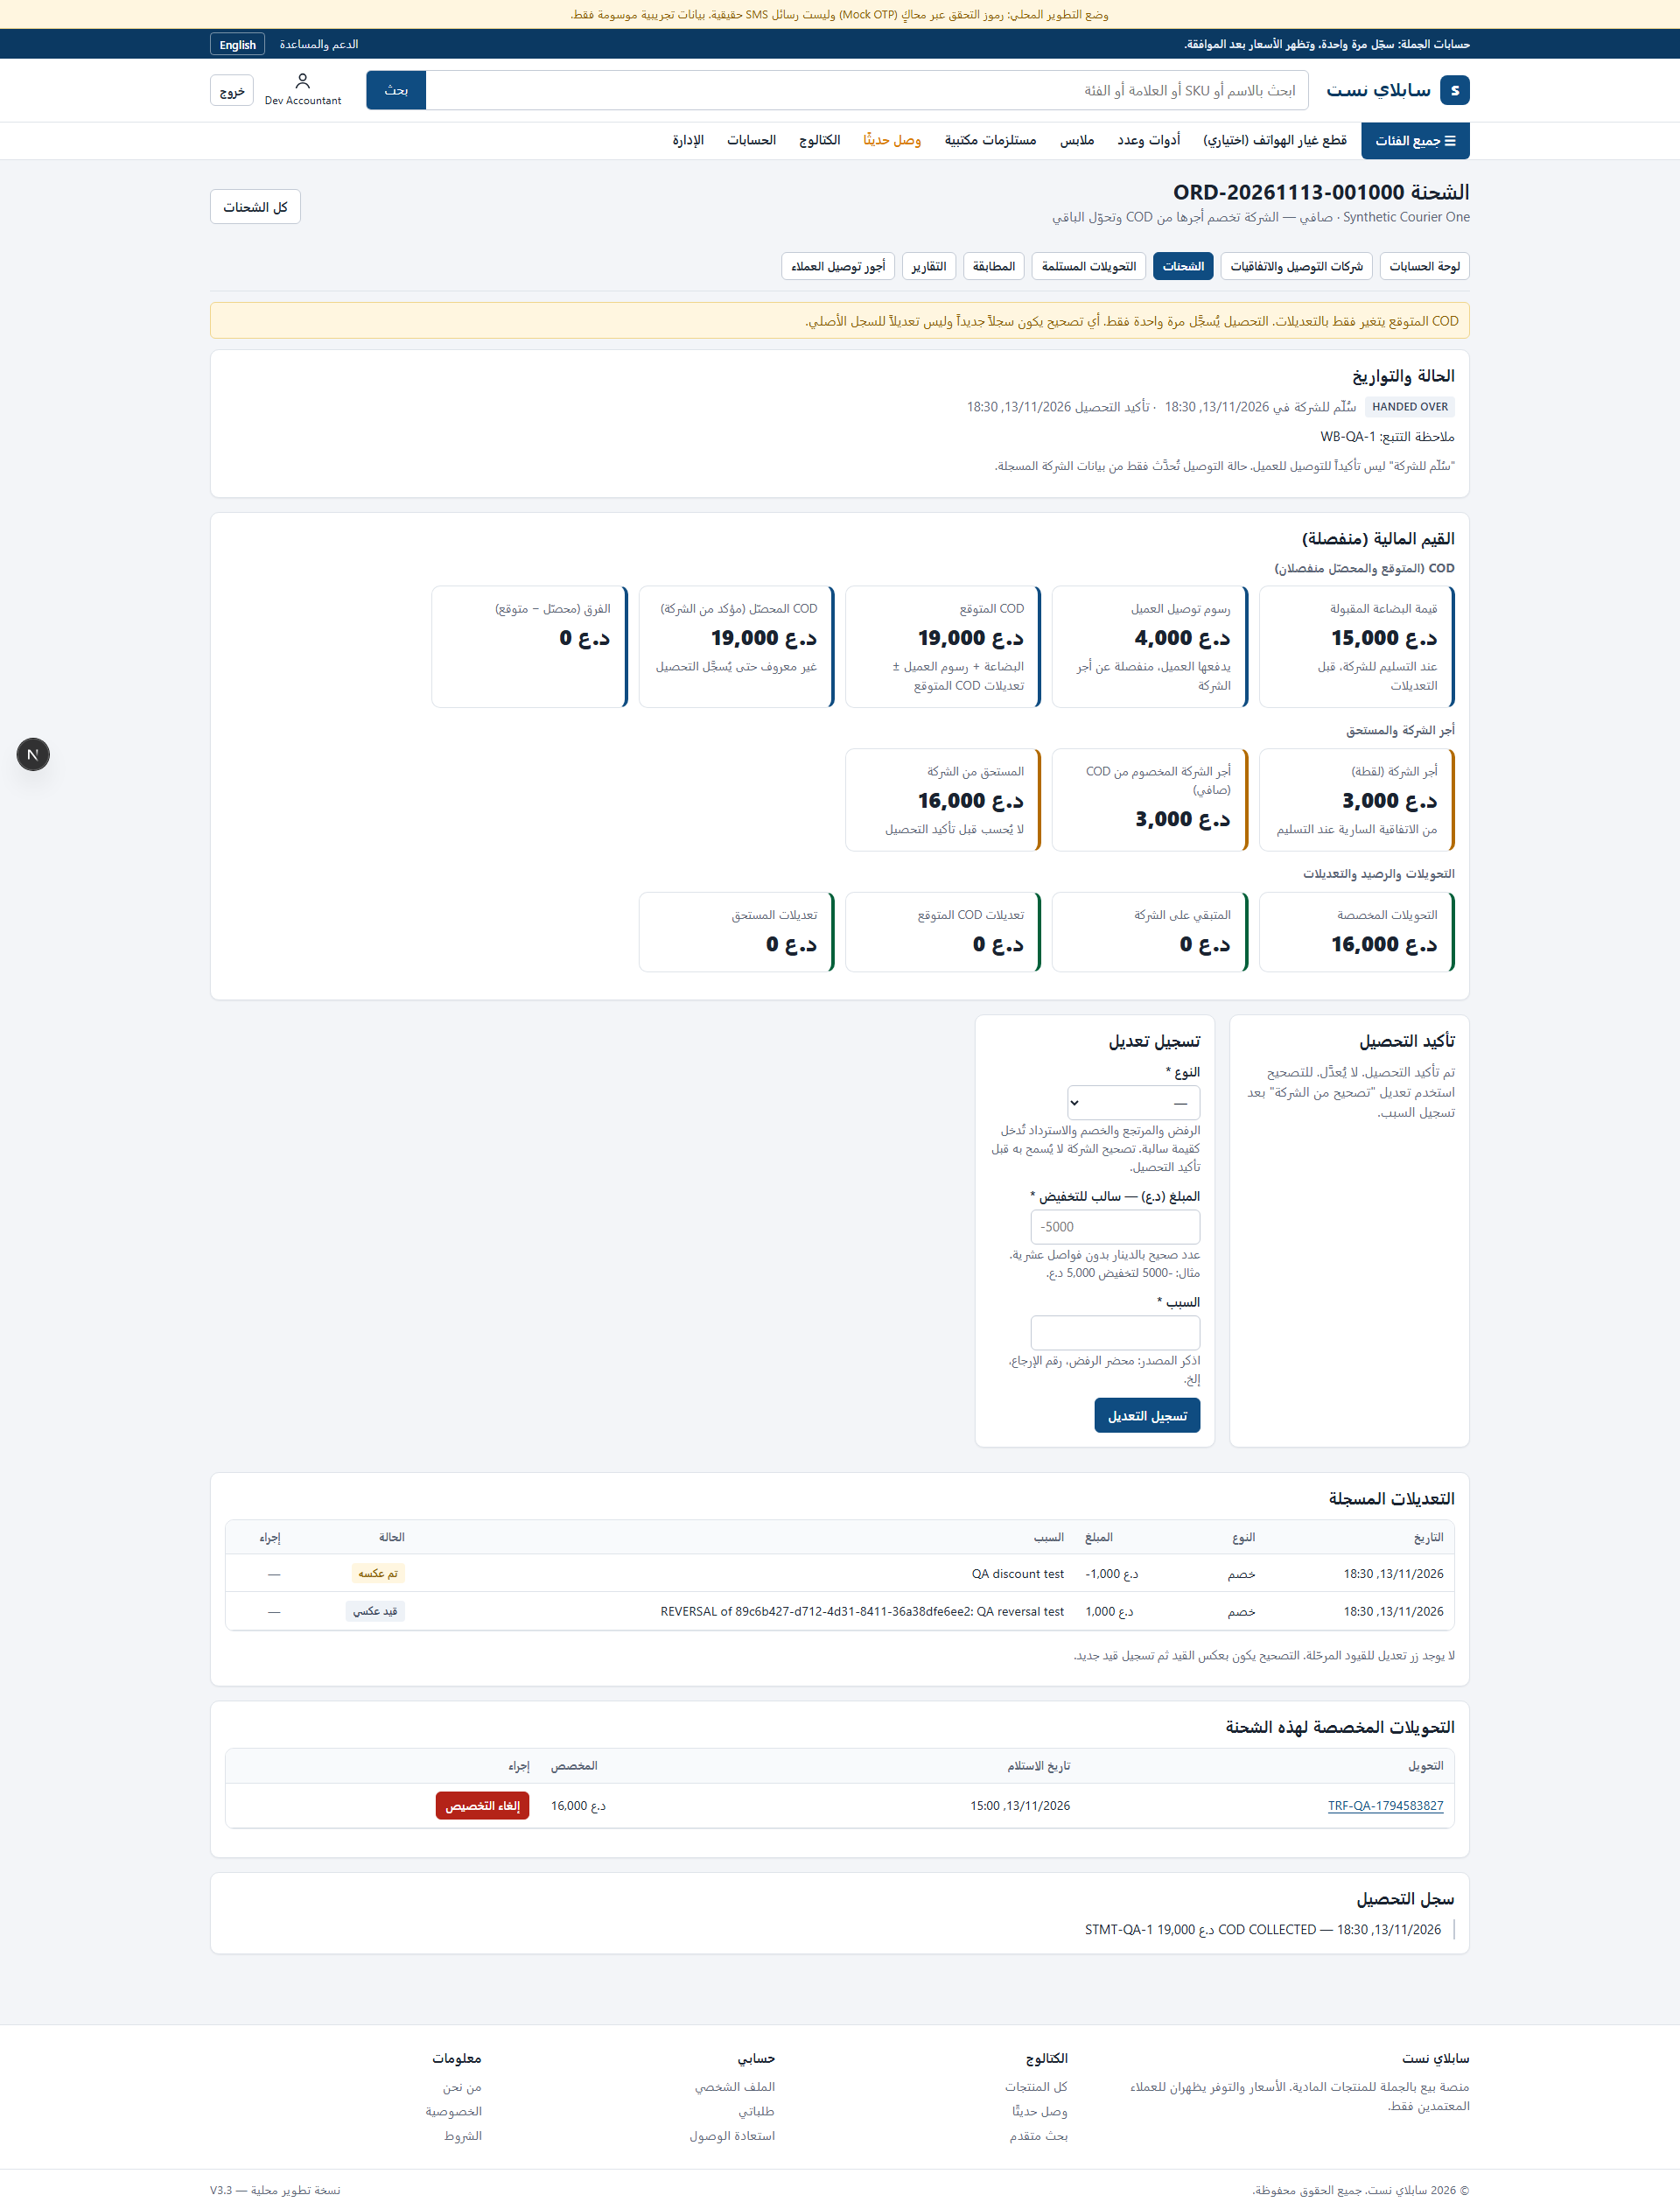 وضع التطوير المحلي: رموز التحقق عبر محاكٍ (Mock OTP) وليست رسائل SMS حقيقية. بيانات تجريبية موسومة فقط.
حسابات الجملة: سجّل مرة واحدة، وتظهر الأسعار بعد الموافقة.
الدعم والمساعدة
English
S
سابلاي نست
ابحث بالاسم أو SKU أو العلامة أو الفئة
بحث
Dev Accountant
خروج
☰ جميع الفئات
قطع غيار الهواتف (اختياري)
أدوات وعدد
ملابس
مستلزمات مكتبية
وصل حديثًا
الكتالوج
الحسابات
الإدارة
الشحنة ORD-20261113-001000
Synthetic Courier One · صافي — الشركة تخصم أجرها من COD وتحوّل الباقي
كل الشحنات
لوحة الحسابات
شركات التوصيل والاتفاقيات
الشحنات
التحويلات المستلمة
المطابقة
التقارير
أجور توصيل العملاء
COD المتوقع يتغير فقط بالتعديلات. التحصيل يُسجَّل مرة واحدة فقط. أي تصحيح يكون سجلاً جديداً وليس تعديلاً للسجل الأصلي.
الحالة والتواريخ
HANDED OVER سُلّم للشركة في 13/11/2026, 18:30 · تأكيد التحصيل 13/11/2026, 18:30
ملاحظة التتبع: WB-QA-1
"سُلّم للشركة" ليس تأكيداً للتوصيل للعميل. حالة التوصيل تُحدَّث فقط من بيانات الشركة المسجلة.
القيم المالية (منفصلة)
COD (المتوقع والمحصّل منفصلان)
قيمة البضاعة المقبولة
د.ع 15,000
عند التسليم للشركة، قبل
التعديلات
رسوم توصيل العميل
د.ع 4,000
يدفعها العميل، منفصلة عن أجر
الشركة
COD المتوقع
د.ع 19,000
البضاعة + رسوم العميل ±
تعديلات COD المتوقع
COD المحصّل (مؤكد من الشركة)
د.ع 19,000
غير معروف حتى يُسجَّل التحصيل
الفرق (محصّل − متوقع)
د.ع 0
أجر الشركة والمستحق
أجر الشركة (لقطة)
د.ع 3,000
من الاتفاقية السارية عند التسليم
أجر الشركة المخصوم من COD
(صافي)
د.ع 3,000
المستحق من الشركة
د.ع 16,000
لا يُحسب قبل تأكيد التحصيل
التحويلات والرصيد والتعديلات
التحويلات المخصصة
د.ع 16,000
المتبقي على الشركة
د.ع 0
تعديلات COD المتوقع
د.ع 0
تعديلات المستحق
د.ع 0
تأكيد التحصيل
تم تأكيد التحصيل. لا يُعدَّل. للتصحيح
استخدم تعديل "تصحيح من الشركة" بعد
تسجيل السبب.
تسجيل تعديل
النوع *
—
الرفض والمرتجع والخصم والاسترداد تُدخل
كقيمة سالبة. تصحيح الشركة لا يُسمح به قبل
تأكيد التحصيل.
المبلغ (د.ع) — سالب للتخفيض *
-5000
عدد صحيح بالدينار بدون فواصل عشرية.
مثال: -5000 لتخفيض 5,000 د.ع.
السبب *
اذكر المصدر: محضر الرفض، رقم الإرجاع،
إلخ.
تسجيل التعديل
التعديلات المسجلة
التاريخ النوع المبلغ السبب الحالة إجراء
13/11/2026, 18:30 خصم د.ع 1,000- QA discount test تم عكسه —
13/11/2026, 18:30 خصم د.ع 1,000 REVERSAL of 89c6b427-d712-4d31-8411-36a38dfe6ee2: QA reversal test قيد عكسي —
لا يوجد زر تعديل للقيود المرحّلة. التصحيح يكون بعكس القيد ثم تسجيل قيد جديد.
التحويلات المخصصة لهذه الشحنة
التحويل تاريخ الاستلام المخصص إجراء
TRF-QA-1794583827 13/11/2026, 15:00 د.ع 16,000 إلغاء التخصيص
سجل التحصيل
13/11/2026, 18:30 — COD COLLECTED د.ع 19,000 STMT-QA-1
سابلاي نست
منصة بيع بالجملة للمنتجات المادية. الأسعار والتوفر يظهران للعملاء
المعتمدين فقط.
الكتالوج
كل المنتجات
وصل حديثًا
بحث متقدم
حسابي
الملف الشخصي
طلباتي
استعادة الوصول
معلومات
من نحن
الخصوصية
الشروط
© 2026 سابلاي نست. جميع الحقوق محفوظة.
نسخة تطوير محلية — V3.3